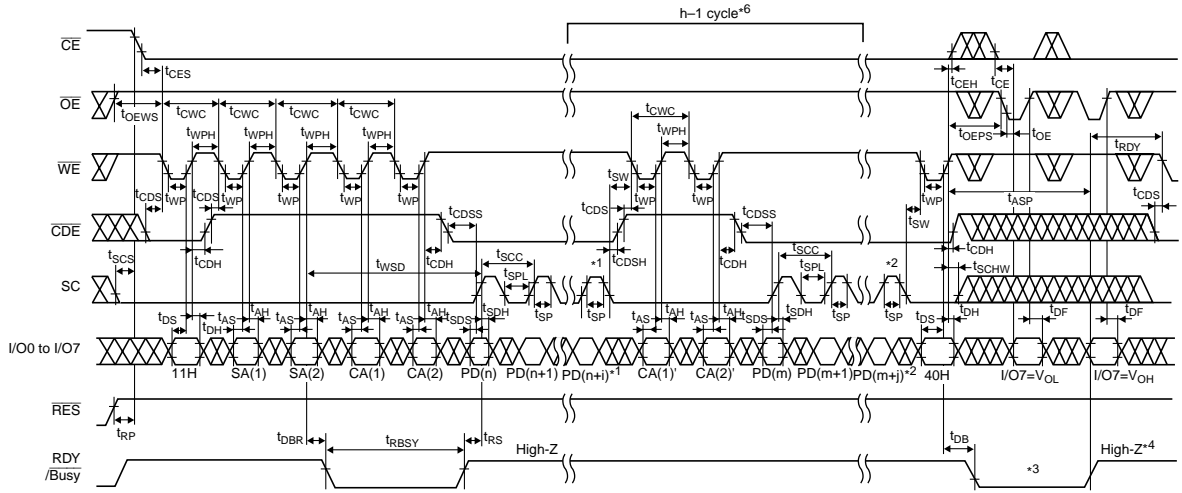 h–1 cycle*6
CE
tCES
tCEH
tCE
OE
tOEWS
tCWC tCWC tCWC tCWC
tCWC
tOEPS
tOE
tWPH tWPH tWPH tWPH
tWPH
tRDY
WE
tCDS
tCDS
tWP tWP tWP tWP tWP
tSW
tWP tWP
tWP
tASP
tCDS
tCDSS
tCDS
tCDSS
tSW
CDE
tSCS
tCDH
tWSD
tCDH
tSCC
tCDSH
tCDH
tSCC
tCDH
tSPL
*1
tSPL
*2
tSCHW
SC
tDS
tDH
tAS
tAH
tAS
tAH
tAS
tAH
tAS
tAH
tSDS
tSDH
tSP
tSP
tAS
tAH
tAS
tAH
tSDS
tSDH
tSP
tSP
tDS
tDH
tDF
tDF
I/O0 to I/O7
11H SA(1) SA(2) CA(1) CA(2) PD(n) PD(n+1) PD(n+i)*1 CA(1)' CA(2)' PD(m) PD(m+1) PD(m+j)*2 40H I/O7=VOL I/O7=VOH
RES
tRP
tDBR
tRBSY
tRS
High-Z
tDB
High-Z*4
RDY
/Busy
*3